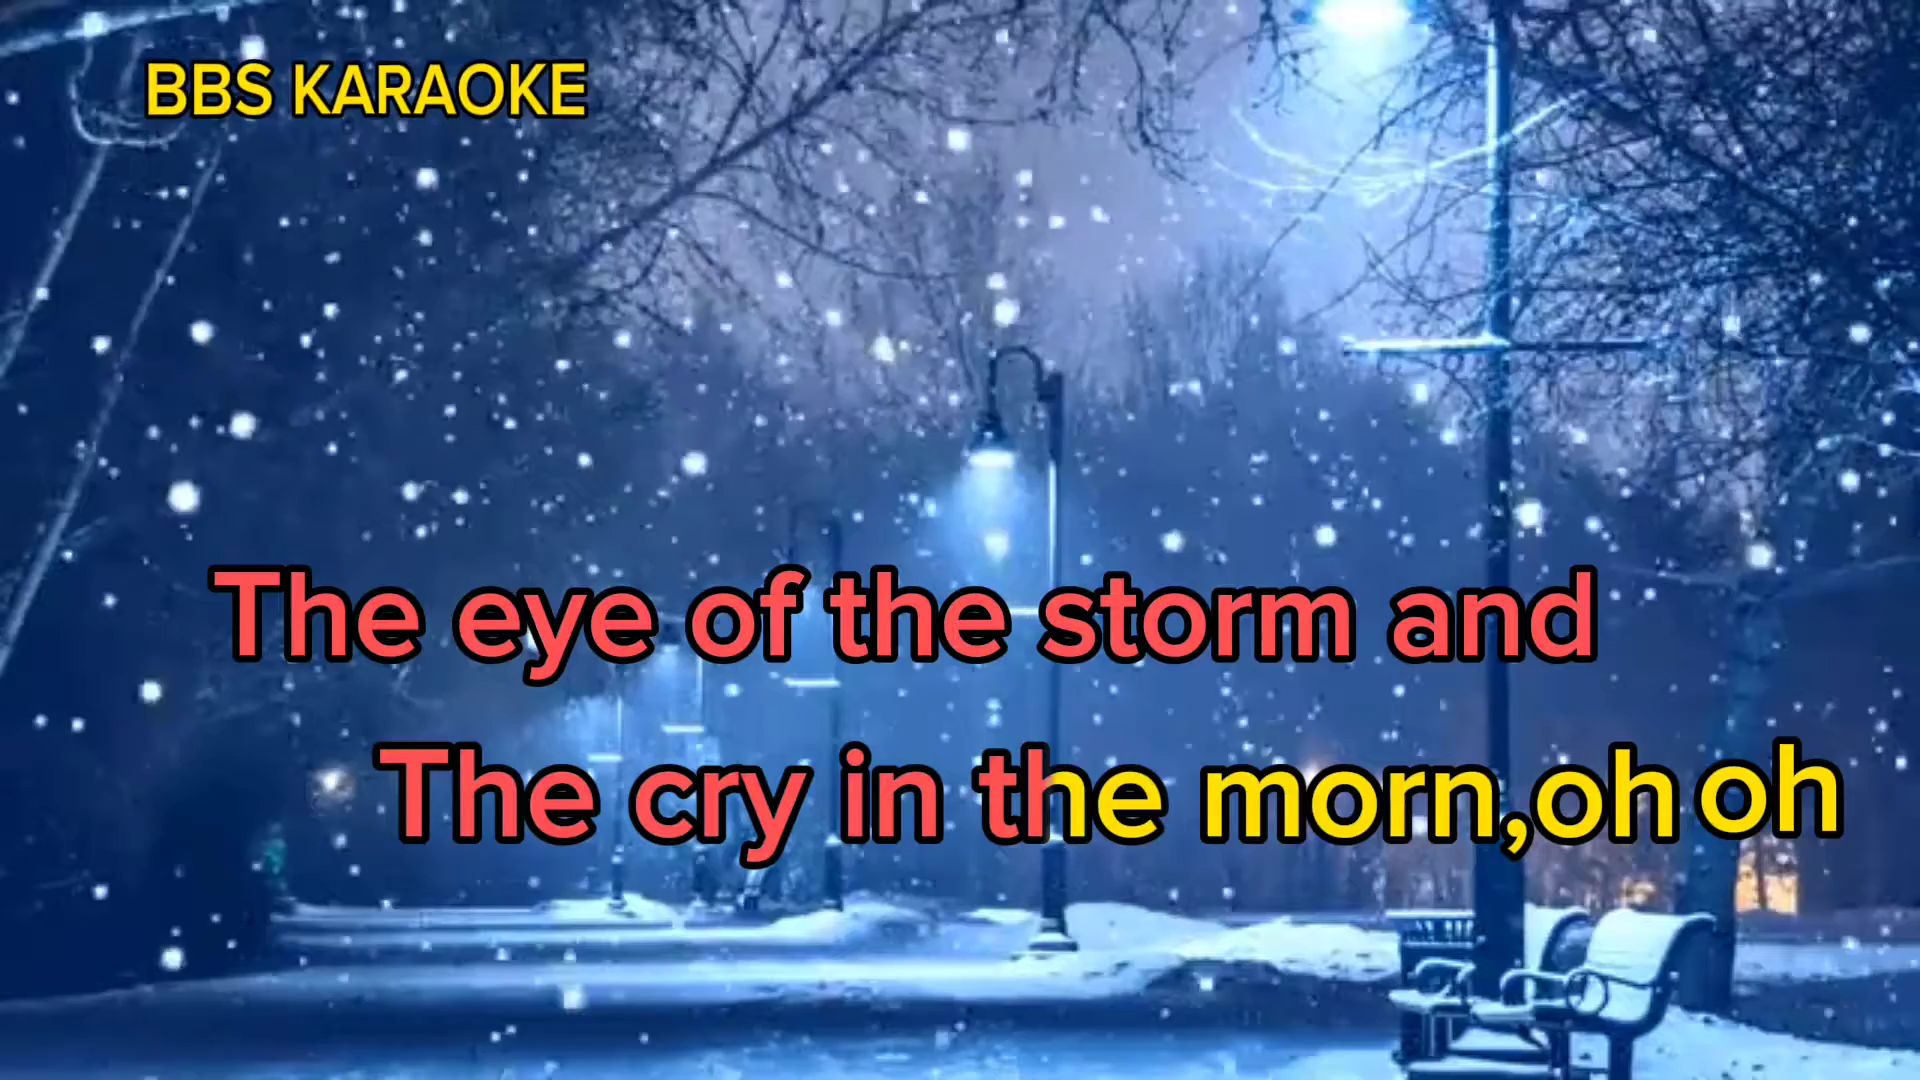 BBS KARAOKE
The eye of the storm and
The cry in the morn,oh oh